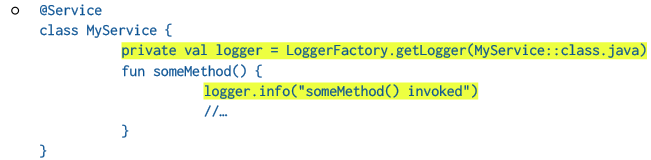 @Service
class MyService {
private val logger = LoggerFactory.getLogger(MyService::class.java)
fun someMethod() {
logger.info("someMethod() invoked")
//…
}
}